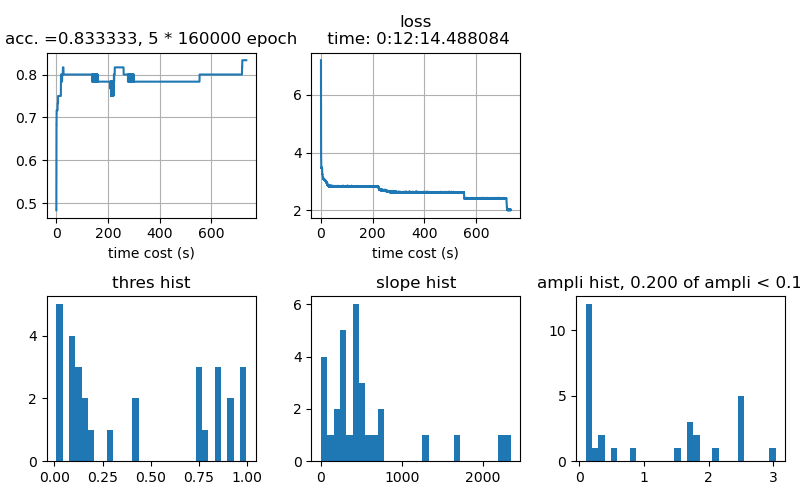 acc. =0.833333, 5 * 160000 epoch
0.8
0.7
0.6
0.5
0 200 400 600
time cost (s)
loss
time: 0:12:14.488084
6
4
2
0 200 400 600
time cost (s)
thres hist
4
2
0
0.00 0.25 0.50 0.75 1.00
slope hist
6
4
2
0
0 1000 2000
ampli hist, 0.200 of ampli < 0.1
10
5
0
0 1 2 3